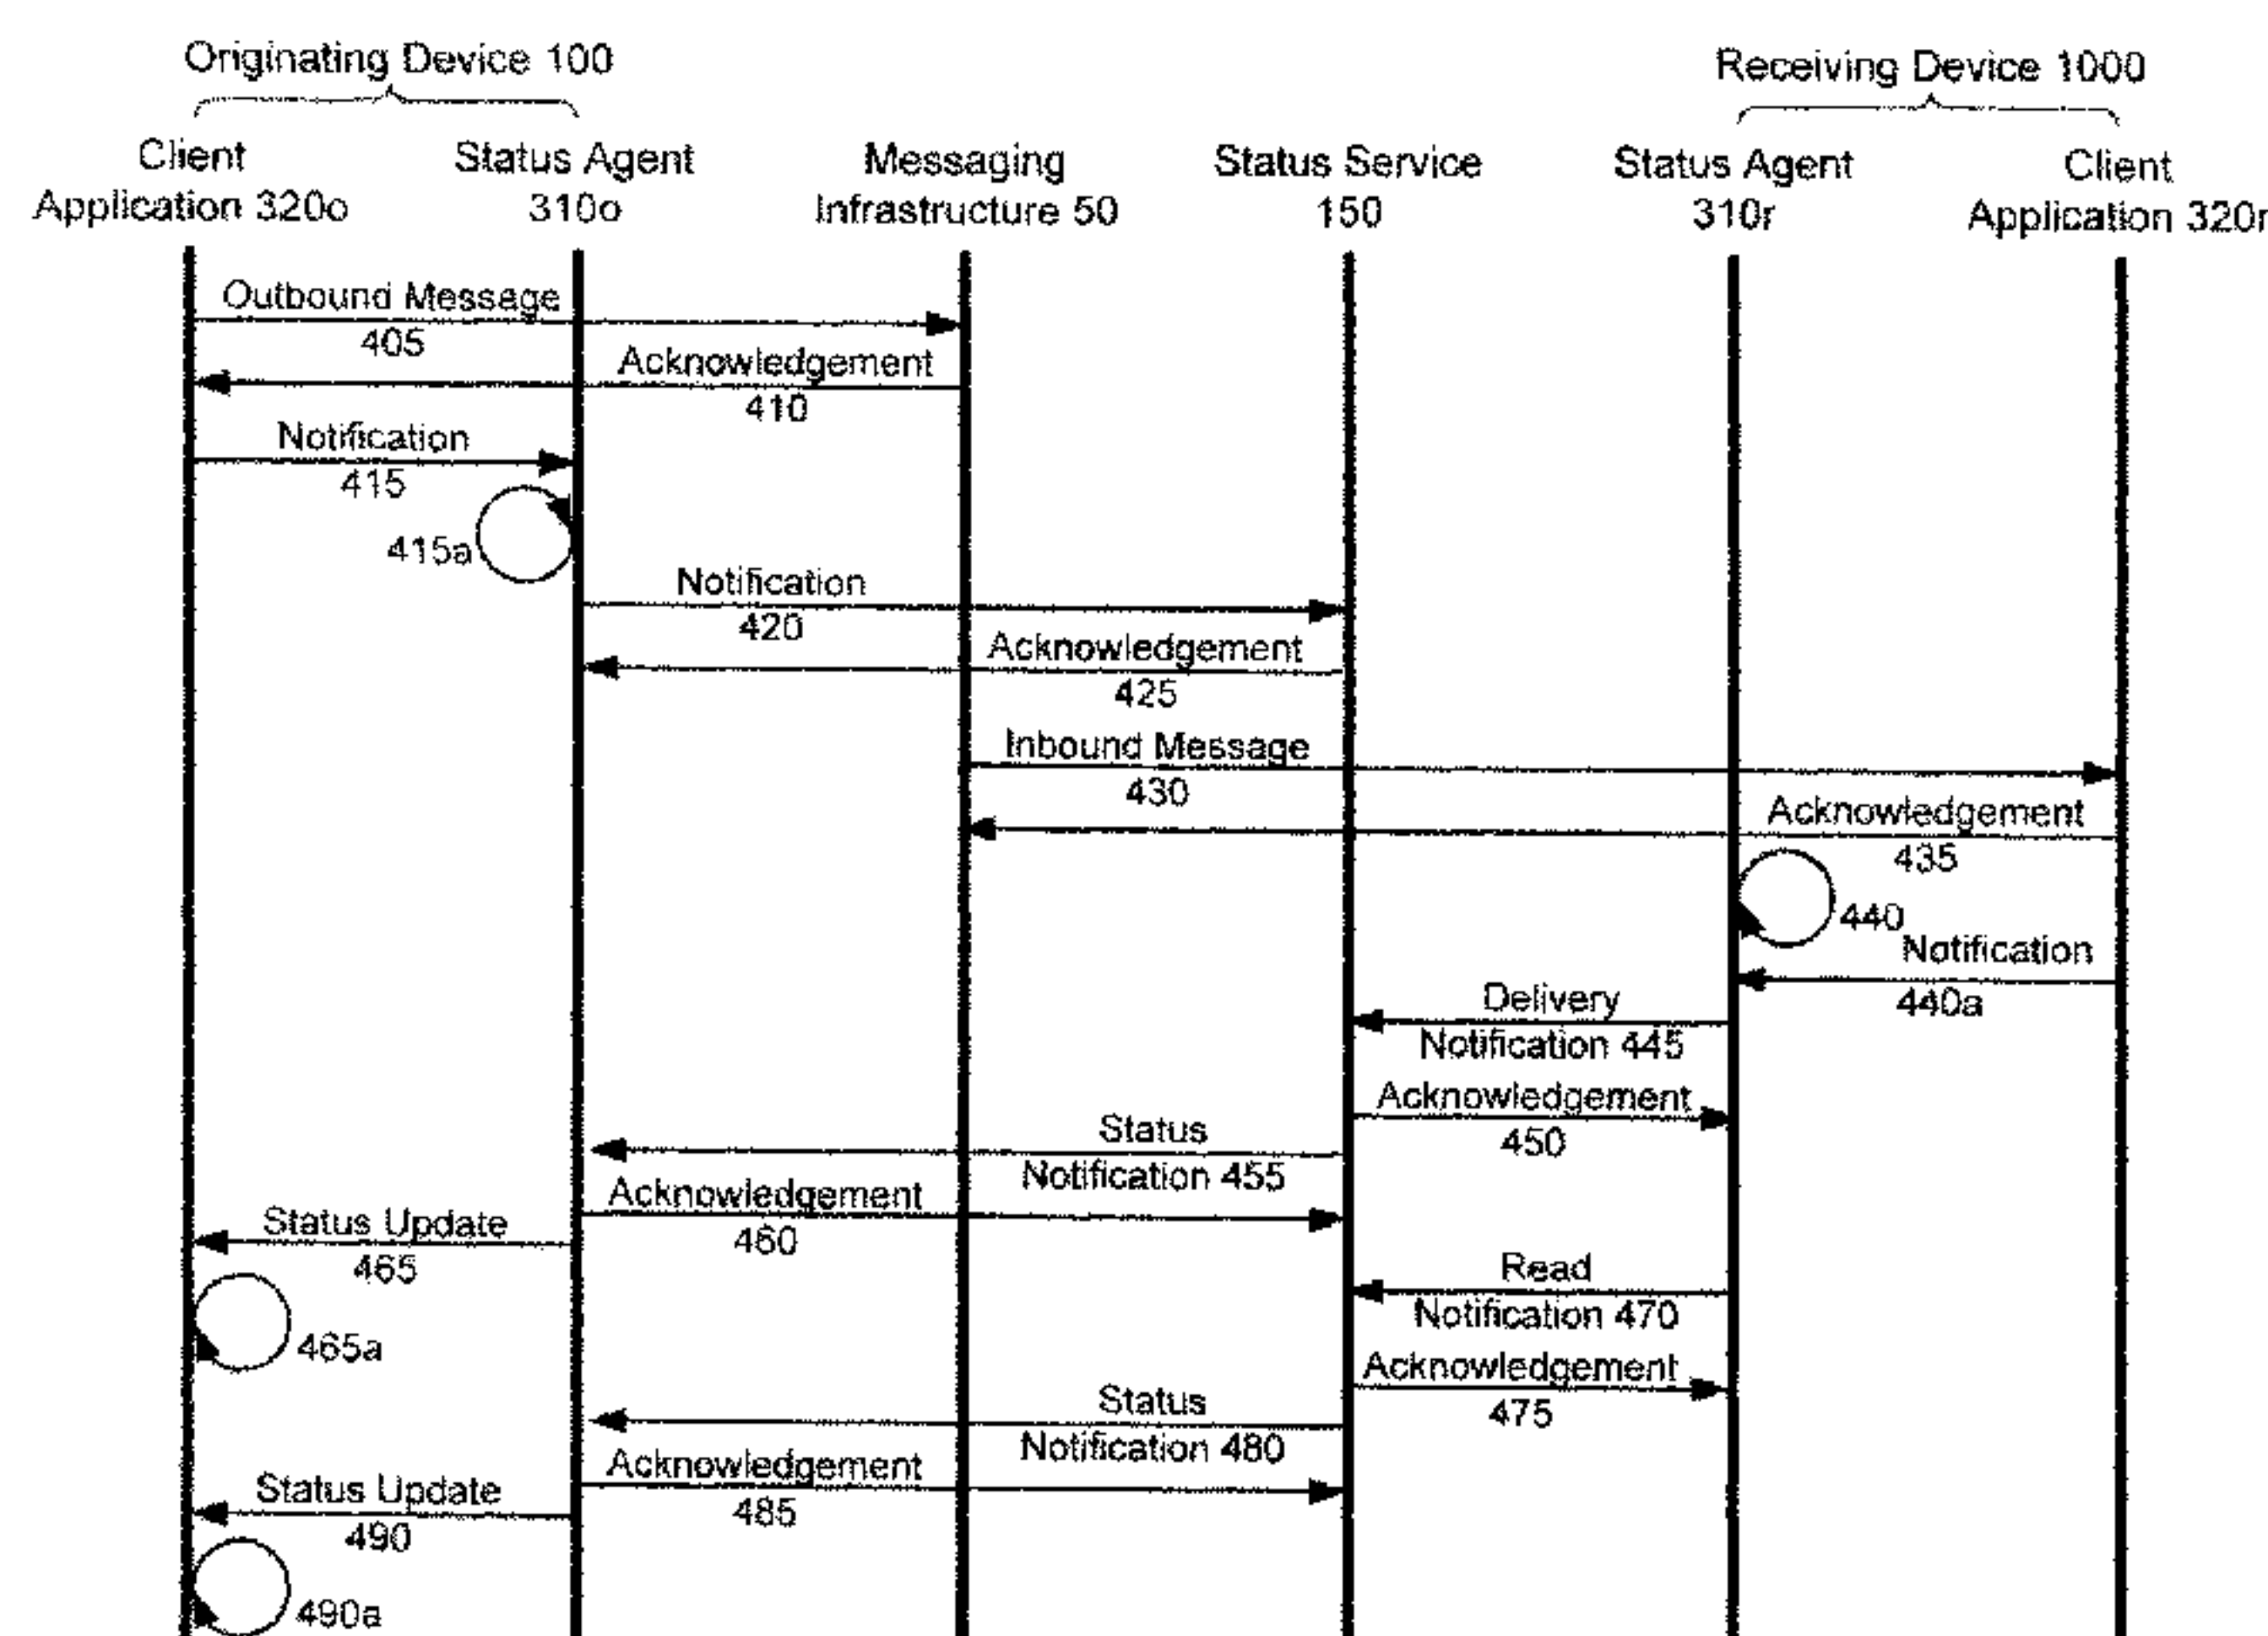 Originating Device 100
Receiving Device 1000
Client
Application 320o
Status Agent
310o
Messaging
Infrastructure 50
Status Service
150
Status Agent
310r
Client
Application 320r
Outbound Message
405
Acknowledgement
410
Notification
415
415a
Notification
420
Acknowledgement
425
Inbound Message
430
Acknowledgement
435
440
Notification
440a
Delivery
Notification 445
Acknowledgement
450
Status
Notification 455
Acknowledgement
460
Status Update
465
465a
Read
Notification 470
Acknowledgement
475
Status
Notification 480
Acknowledgement
485
Status Update
490
490a